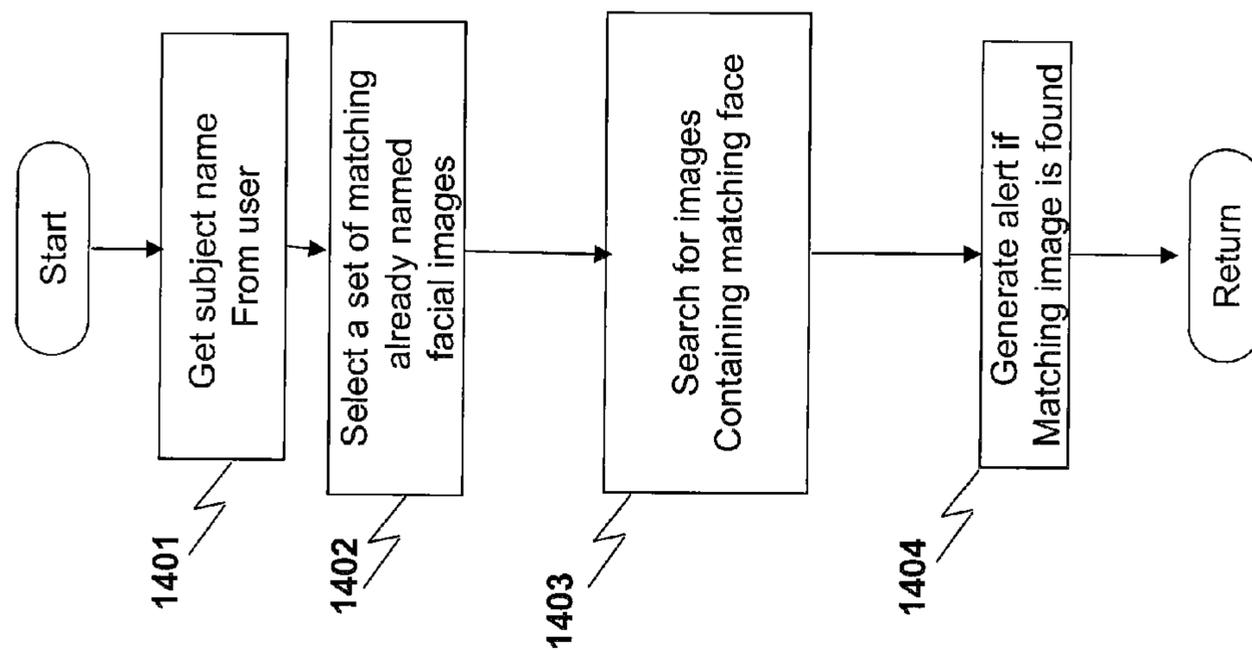 Start
1401
Get subject name
From user
1402
Select a set of matching
already named
facial images
1403
Search for images
Containing matching face
1404
Generate alert if
Matching image is found
Return